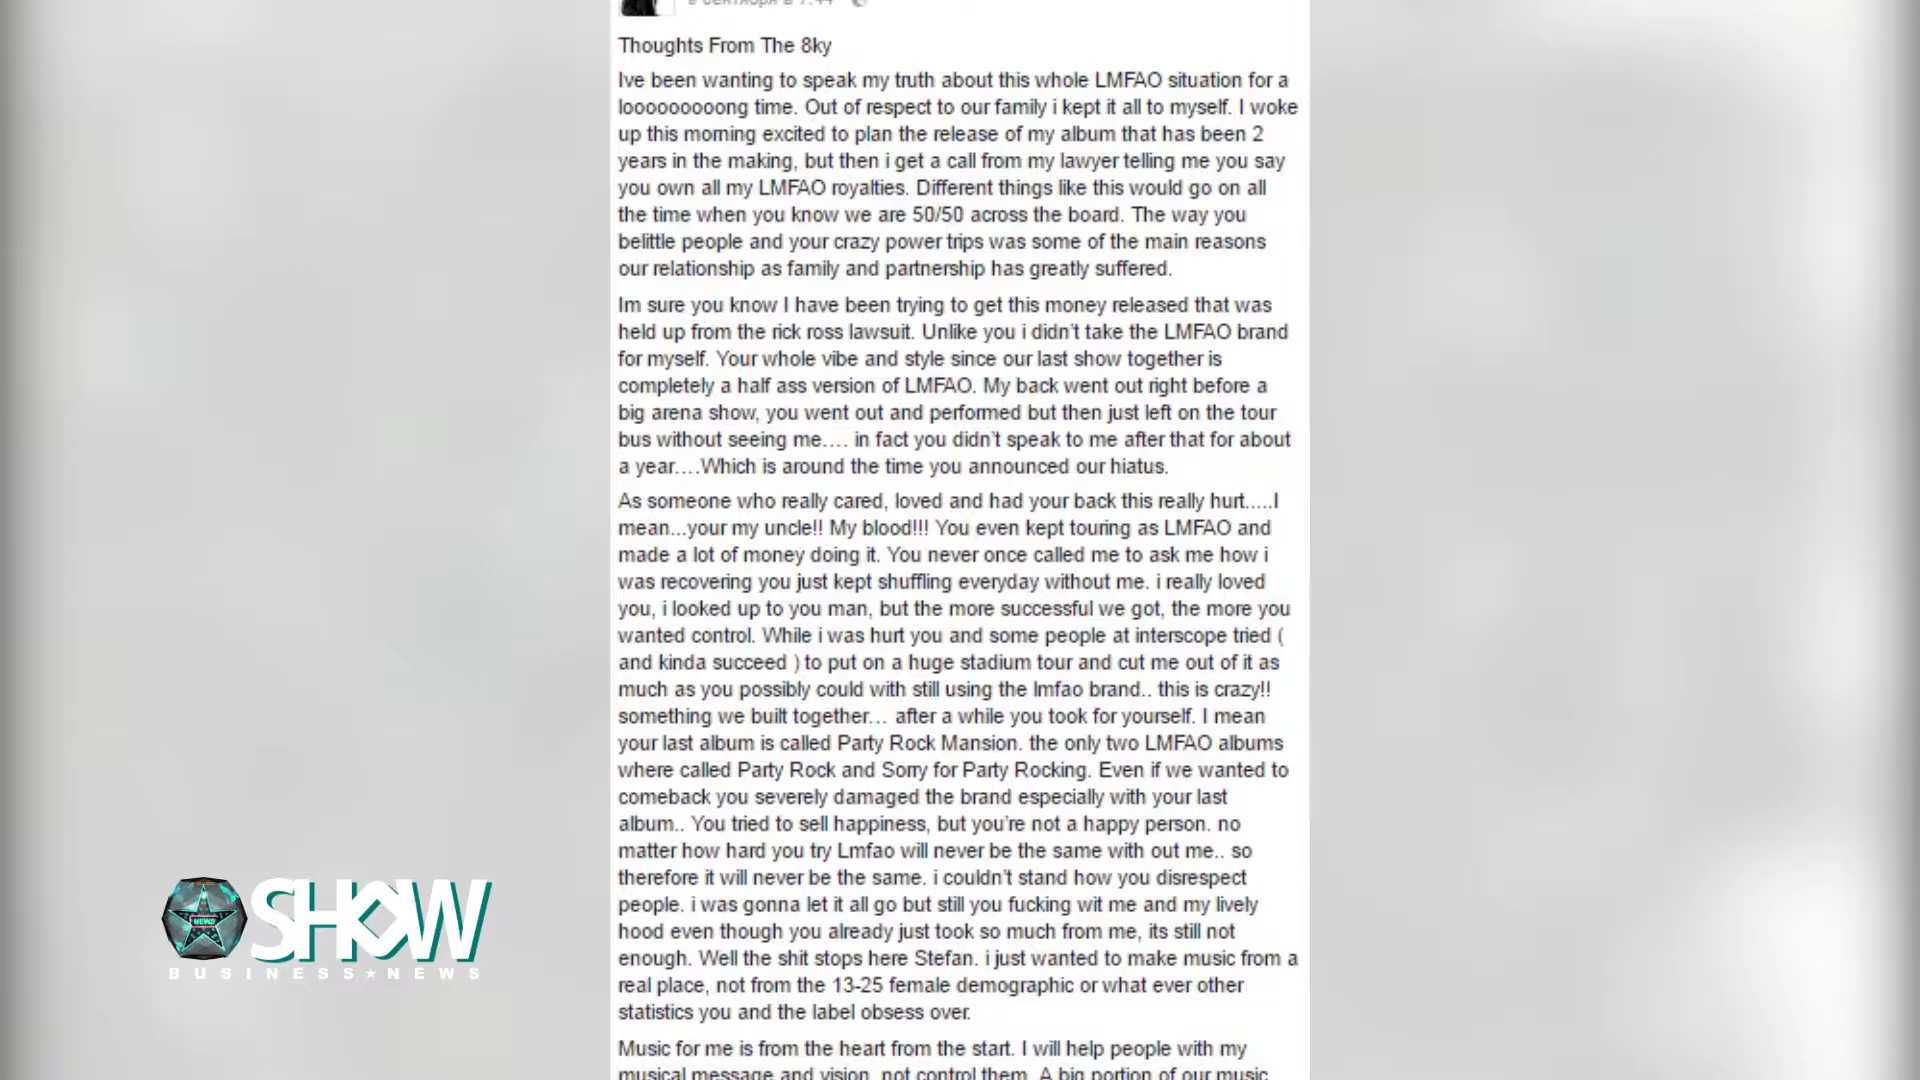 8 сентября в 7:44
Thoughts From The 8ky
Ive been wanting to speak my truth about this whole LMFAO situation for a
looooooooong time. Out of respect to our family i kept it all to myself. I woke
up this morning excited to plan the release of my album that has been 2
years in the making, but then i get a call from my lawyer telling me you say
you own all my LMFAO royalties. Different things like this would go on all
the time when you know we are 50/50 across the board. The way you
belittle people and your crazy power trips was some of the main reasons
our relationship as family and partnership has greatly suffered.
Im sure you know I have been trying to get this money released that was
held up from the rick ross lawsuit. Unlike you i didn't take the LMFAO brand
for myself. Your whole vibe and style since our last show together is
completely a half ass version of LMFAO. My back went out right before a
big arena show, you went out and performed but then just left on the tour
bus without seeing me.... in fact you didn't speak to me after that for about
a year....Which is around the time you announced our hiatus.
As someone who really cared, loved and had your back this really hurt.....I
mean...your my uncle!! My blood!!! You even kept touring as LMFAO and
made a lot of money doing it. You never once called me to ask me how i
was recovering you just kept shuffling everyday without me. i really loved
you, i looked up to you man, but the more successful we got, the more you
wanted control. While i was hurt you and some people at interscope tried (
and kinda succeed ) to put on a huge stadium tour and cut me out of it as
much as you possibly could with still using the lmfao brand.. this is crazy!!
something we built together... after a while you took for yourself. I mean
your last album is called Party Rock Mansion. the only two LMFAO albums
where called Party Rock and Sorry for Party Rocking. Even if we wanted to
comeback you severely damaged the brand especially with your last
album.. You tried to sell happiness, but you're not a happy person. no
matter how hard you try Lmfao will never be the same with out me.. so
therefore it will never be the same. i couldn't stand how you disrespect
people. i was gonna let it all go but still you fucking wit me and my lively
hood even though you already just took so much from me, its still not
enough. Well the shit stops here Stefan. i just wanted to make music from a
real place, not from the 13-25 female demographic or what ever other
statistics you and the label obsess over.
Music for me is from the heart from the start. I will help people with my
musical message and vision, not control them. A big portion of our music
NEWS
SHOW
BUSINESS★NEWS